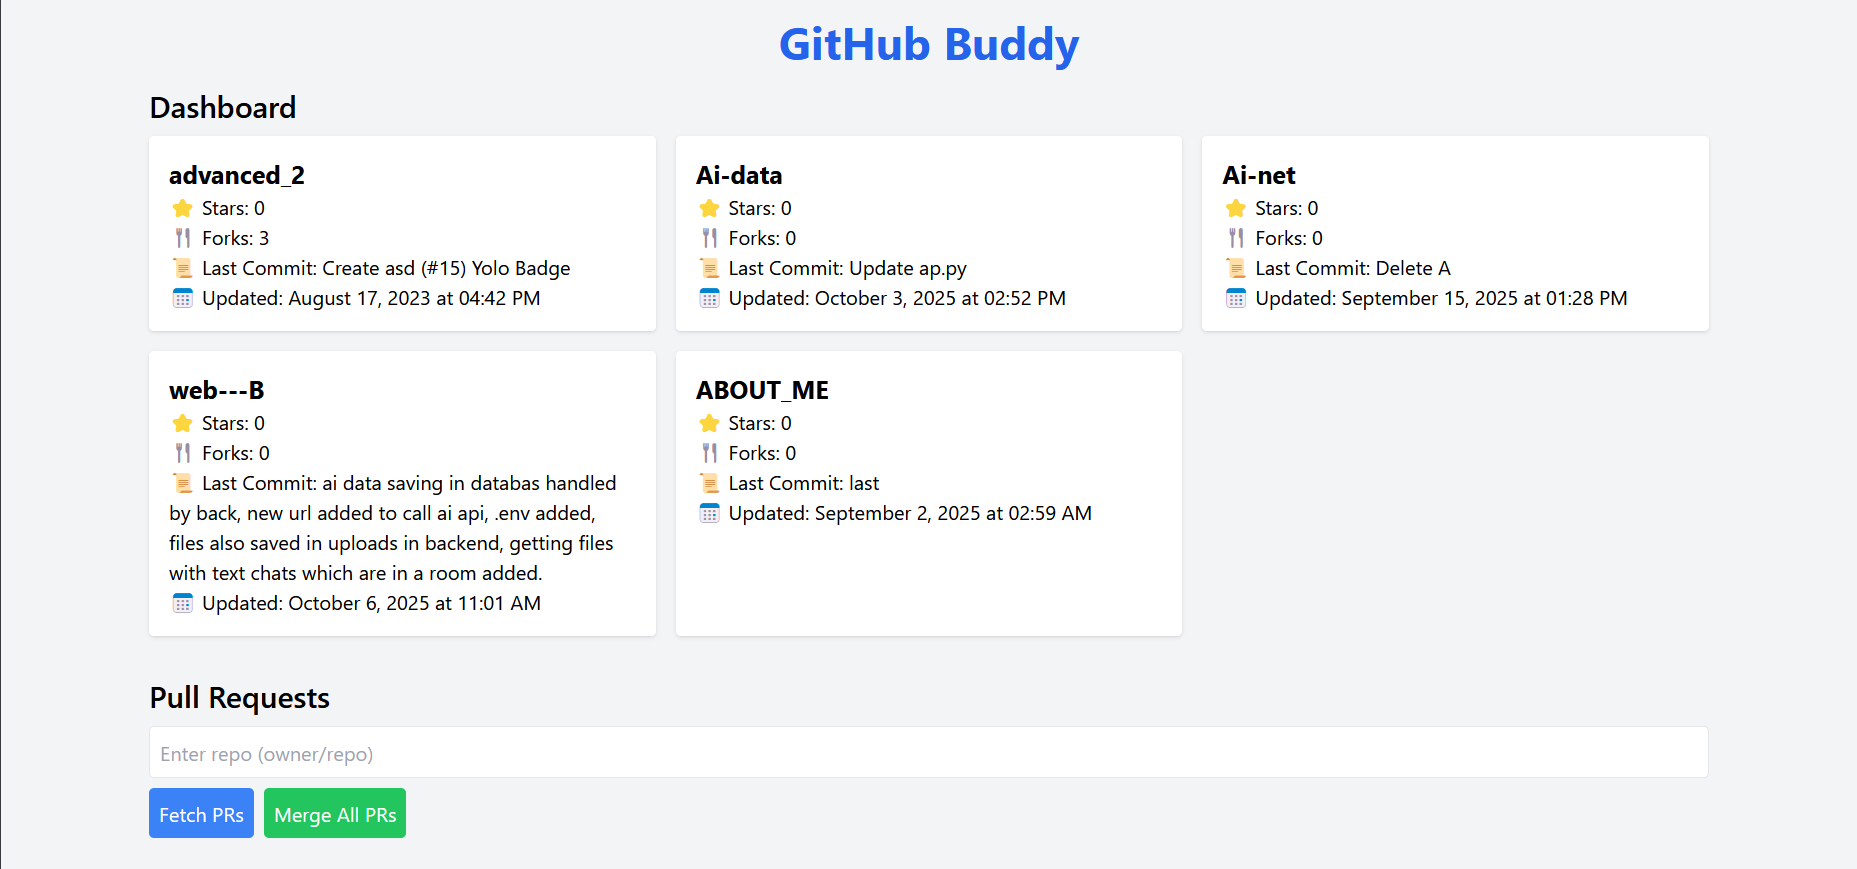 GitHub Buddy
Dashboard
advanced_2
Stars: 0
Forks: 3
Last Commit: Create asd (#15) Yolo Badge
Updated: August 17, 2023 at 04:42 PM
Ai-data
Stars: 0
Forks: 0
Last Commit: Update ap.py
Updated: October 3, 2025 at 02:52 PM
Ai-net
Stars: 0
Forks: 0
Last Commit: Delete A
Updated: September 15, 2025 at 01:28 PM
web---B
Stars: 0
Forks: 0
Last Commit: ai data saving in databas handled
by back, new url added to call ai api, .env added,
files also saved in uploads in backend, getting files
with text chats which are in a room added.
Updated: October 6, 2025 at 11:01 AM
ABOUT_ME
Stars: 0
Forks: 0
Last Commit: last
Updated: September 2, 2025 at 02:59 AM
Pull Requests
Enter repo (owner/repo)
Fetch PRs
Merge All PRs